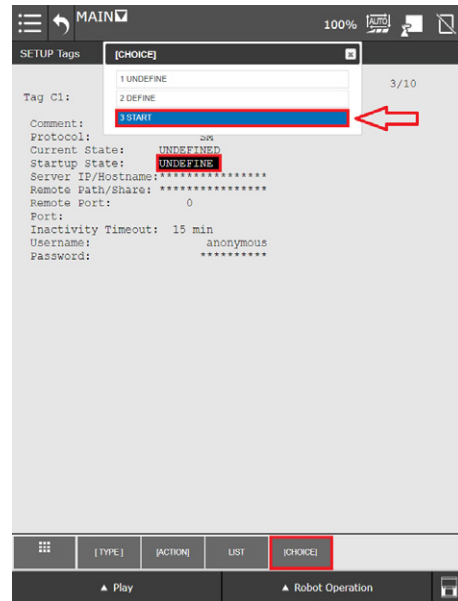 MAIN
100%
AUTO
SETUP Tags
[CHOICE]
1 UNDEFINE
2 DEFINE
3 START
3/10
Tag C1:
Comment:
Protocol: SM
Current State: UNDEFINED
Startup State: UNDEFINE
Server IP/Hostname:****************
Remote Path/Share: ****************
Remote Port: 0
Port:
Inactivity Timeout: 15 min
Username: anonymous
Password: **********
[ TYPE ]
[ACTION]
LIST
[CHOICE]
▲ Play
▲ Robot Operation